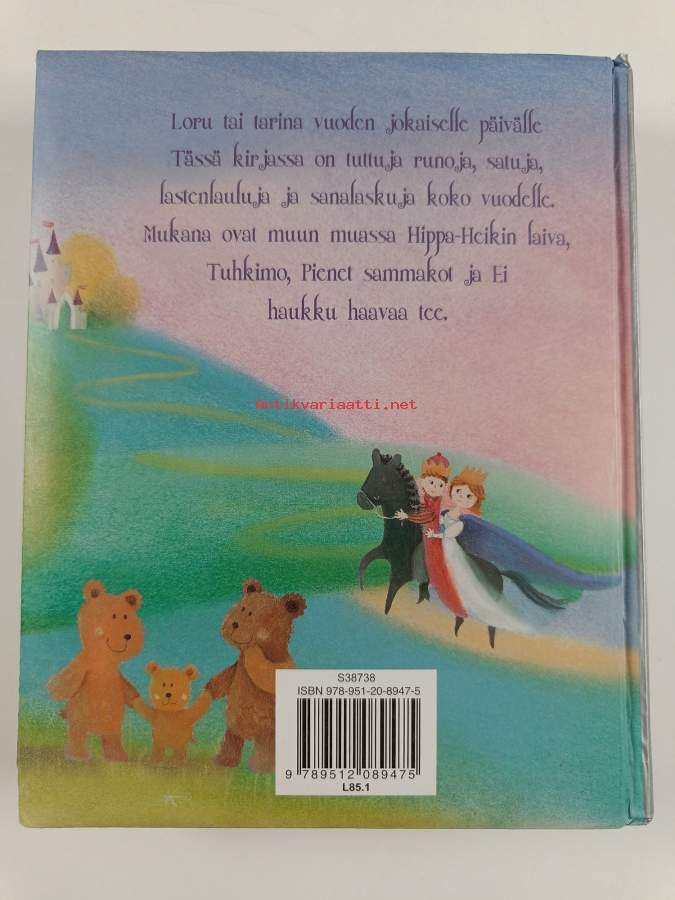 Loru tai tarina vuoden jokaiselle päivälle
Tässä kirjassa on tuttuja runoja, satuja,
lastenlauluja ja sanalaskuja koko vuodelle.
Mukana ovat muun muassa Hippa-Heikin laiva,
Tuhkimo, Pienet sammakot ja Ei
haukku haavaa tee.
Antikvariaatti.net
S38738
ISBN 978-951-20-8947-5
9 789512 089475
L85.1